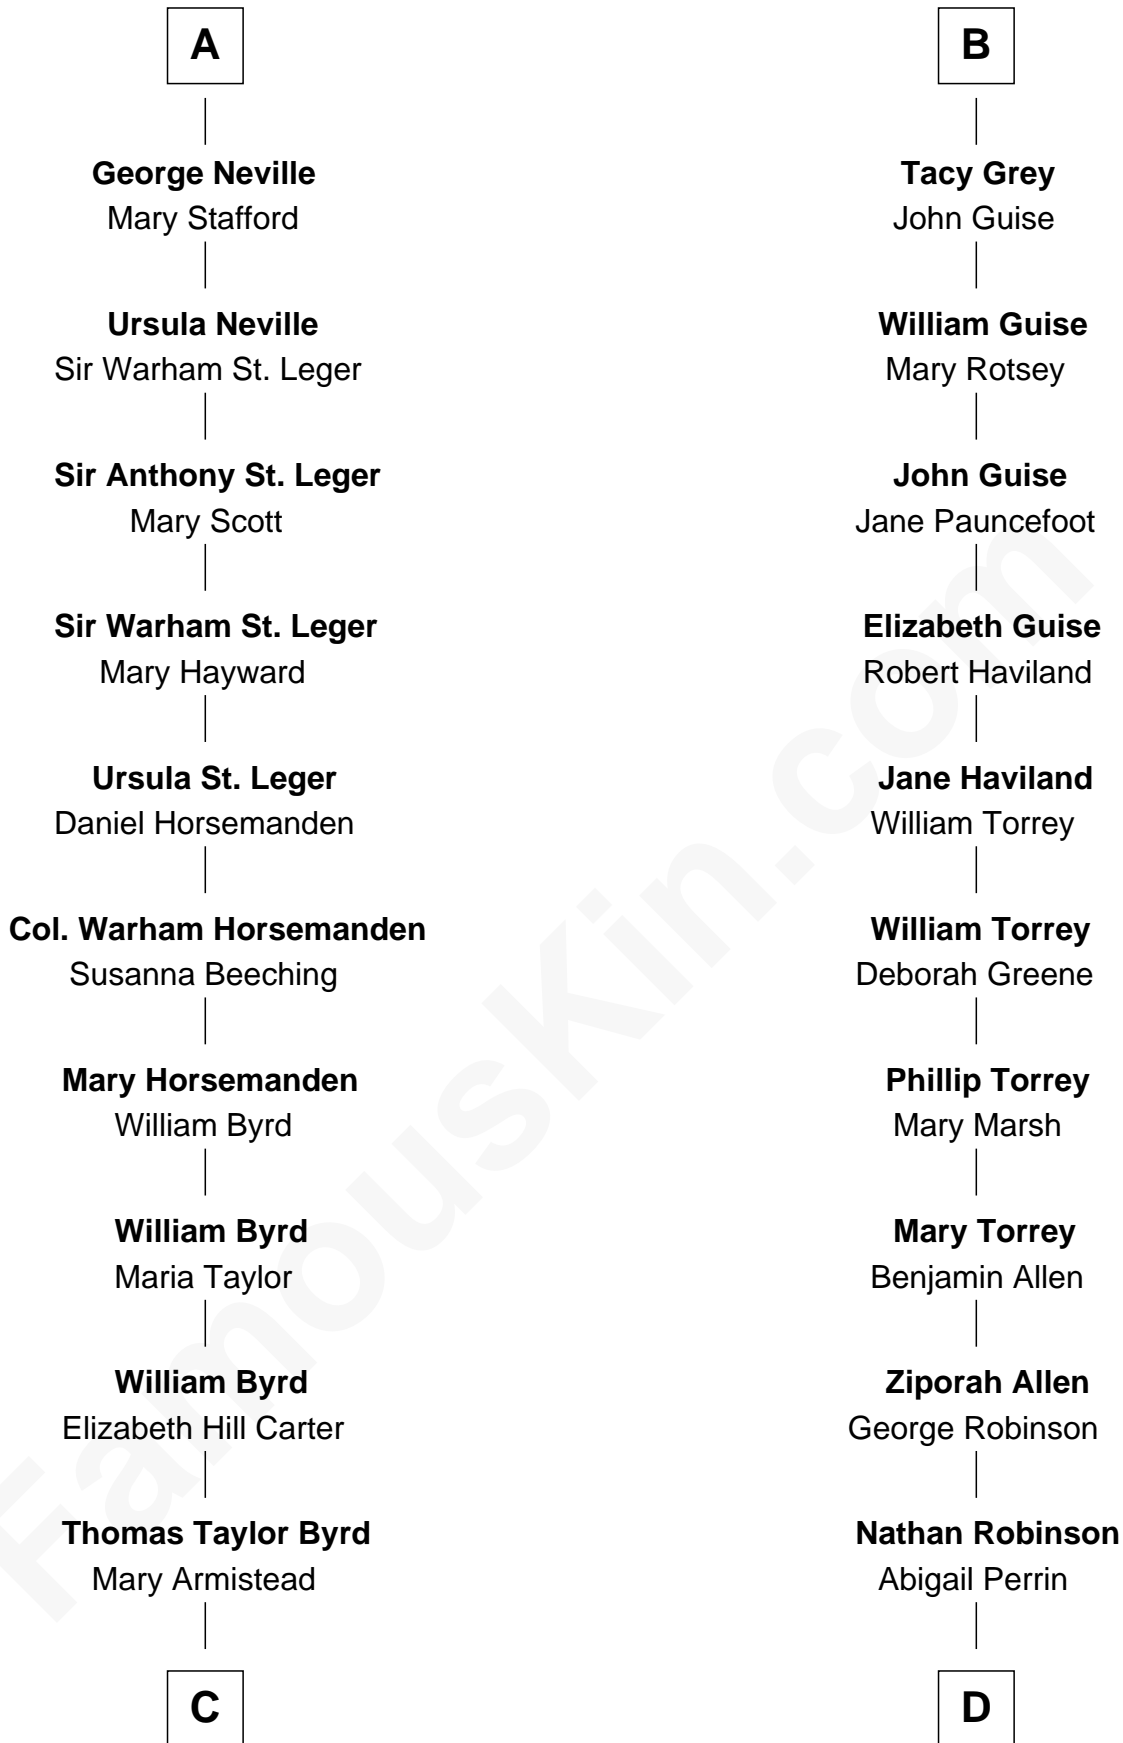 A
George Neville
Mary Stafford
Ursula Neville
Sir Warham St. Leger
Sir Anthony St. Leger
Mary Scott
Sir Warham St. Leger
Mary Hayward
Ursula St. Leger
Daniel Horsemanden
Col. Warham Horsemanden
Susanna Beeching
Mary Horsemanden
William Byrd
William Byrd
Maria Taylor
William Byrd
Elizabeth Hill Carter
Thomas Taylor Byrd
Mary Armistead
C
B
Tacy Grey
John Guise
William Guise
Mary Rotsey
John Guise
Jane Pauncefoot
Elizabeth Guise
Robert Haviland
Jane Haviland
William Torrey
William Torrey
Deborah Greene
Phillip Torrey
Mary Marsh
Mary Torrey
Benjamin Allen
Ziporah Allen
George Robinson
Nathan Robinson
Abigail Perrin
D
FamousKin.com